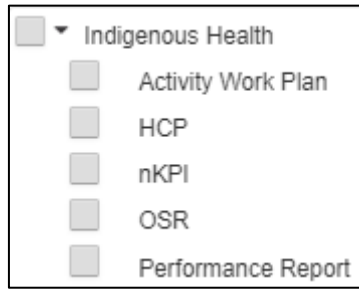 Indigenous Health
Activity Work Plan
HCP
nKPI
OSR
Performance Report